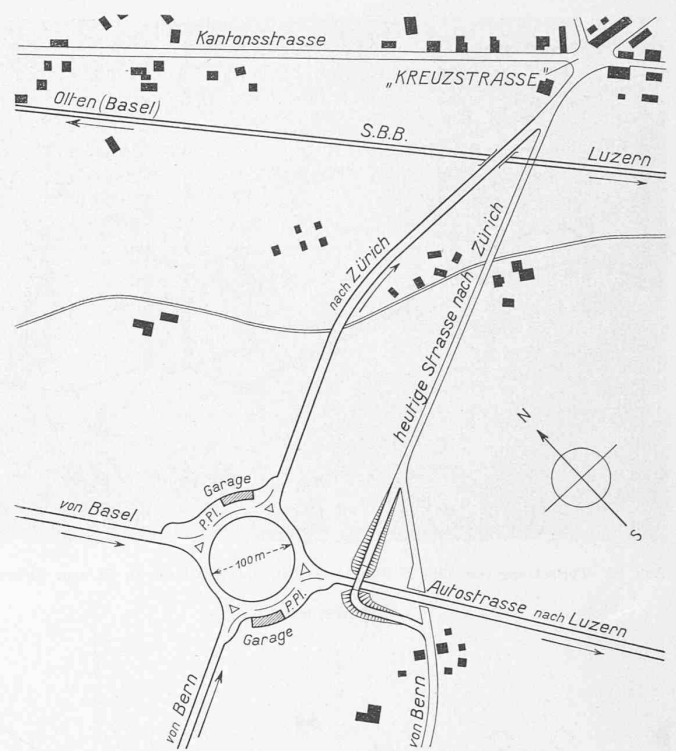 Kantonsstrasse
„KREUZSTRASSE"
Olten (Basel)
S.B.B.
Luzern
nach Zürich
heutige Strasse nach Zürich
N
S
Garage
von Basel
P.Pl.
100m
P.Pl.
Garage
Autostrasse nach Luzern
von Bern
von Bern